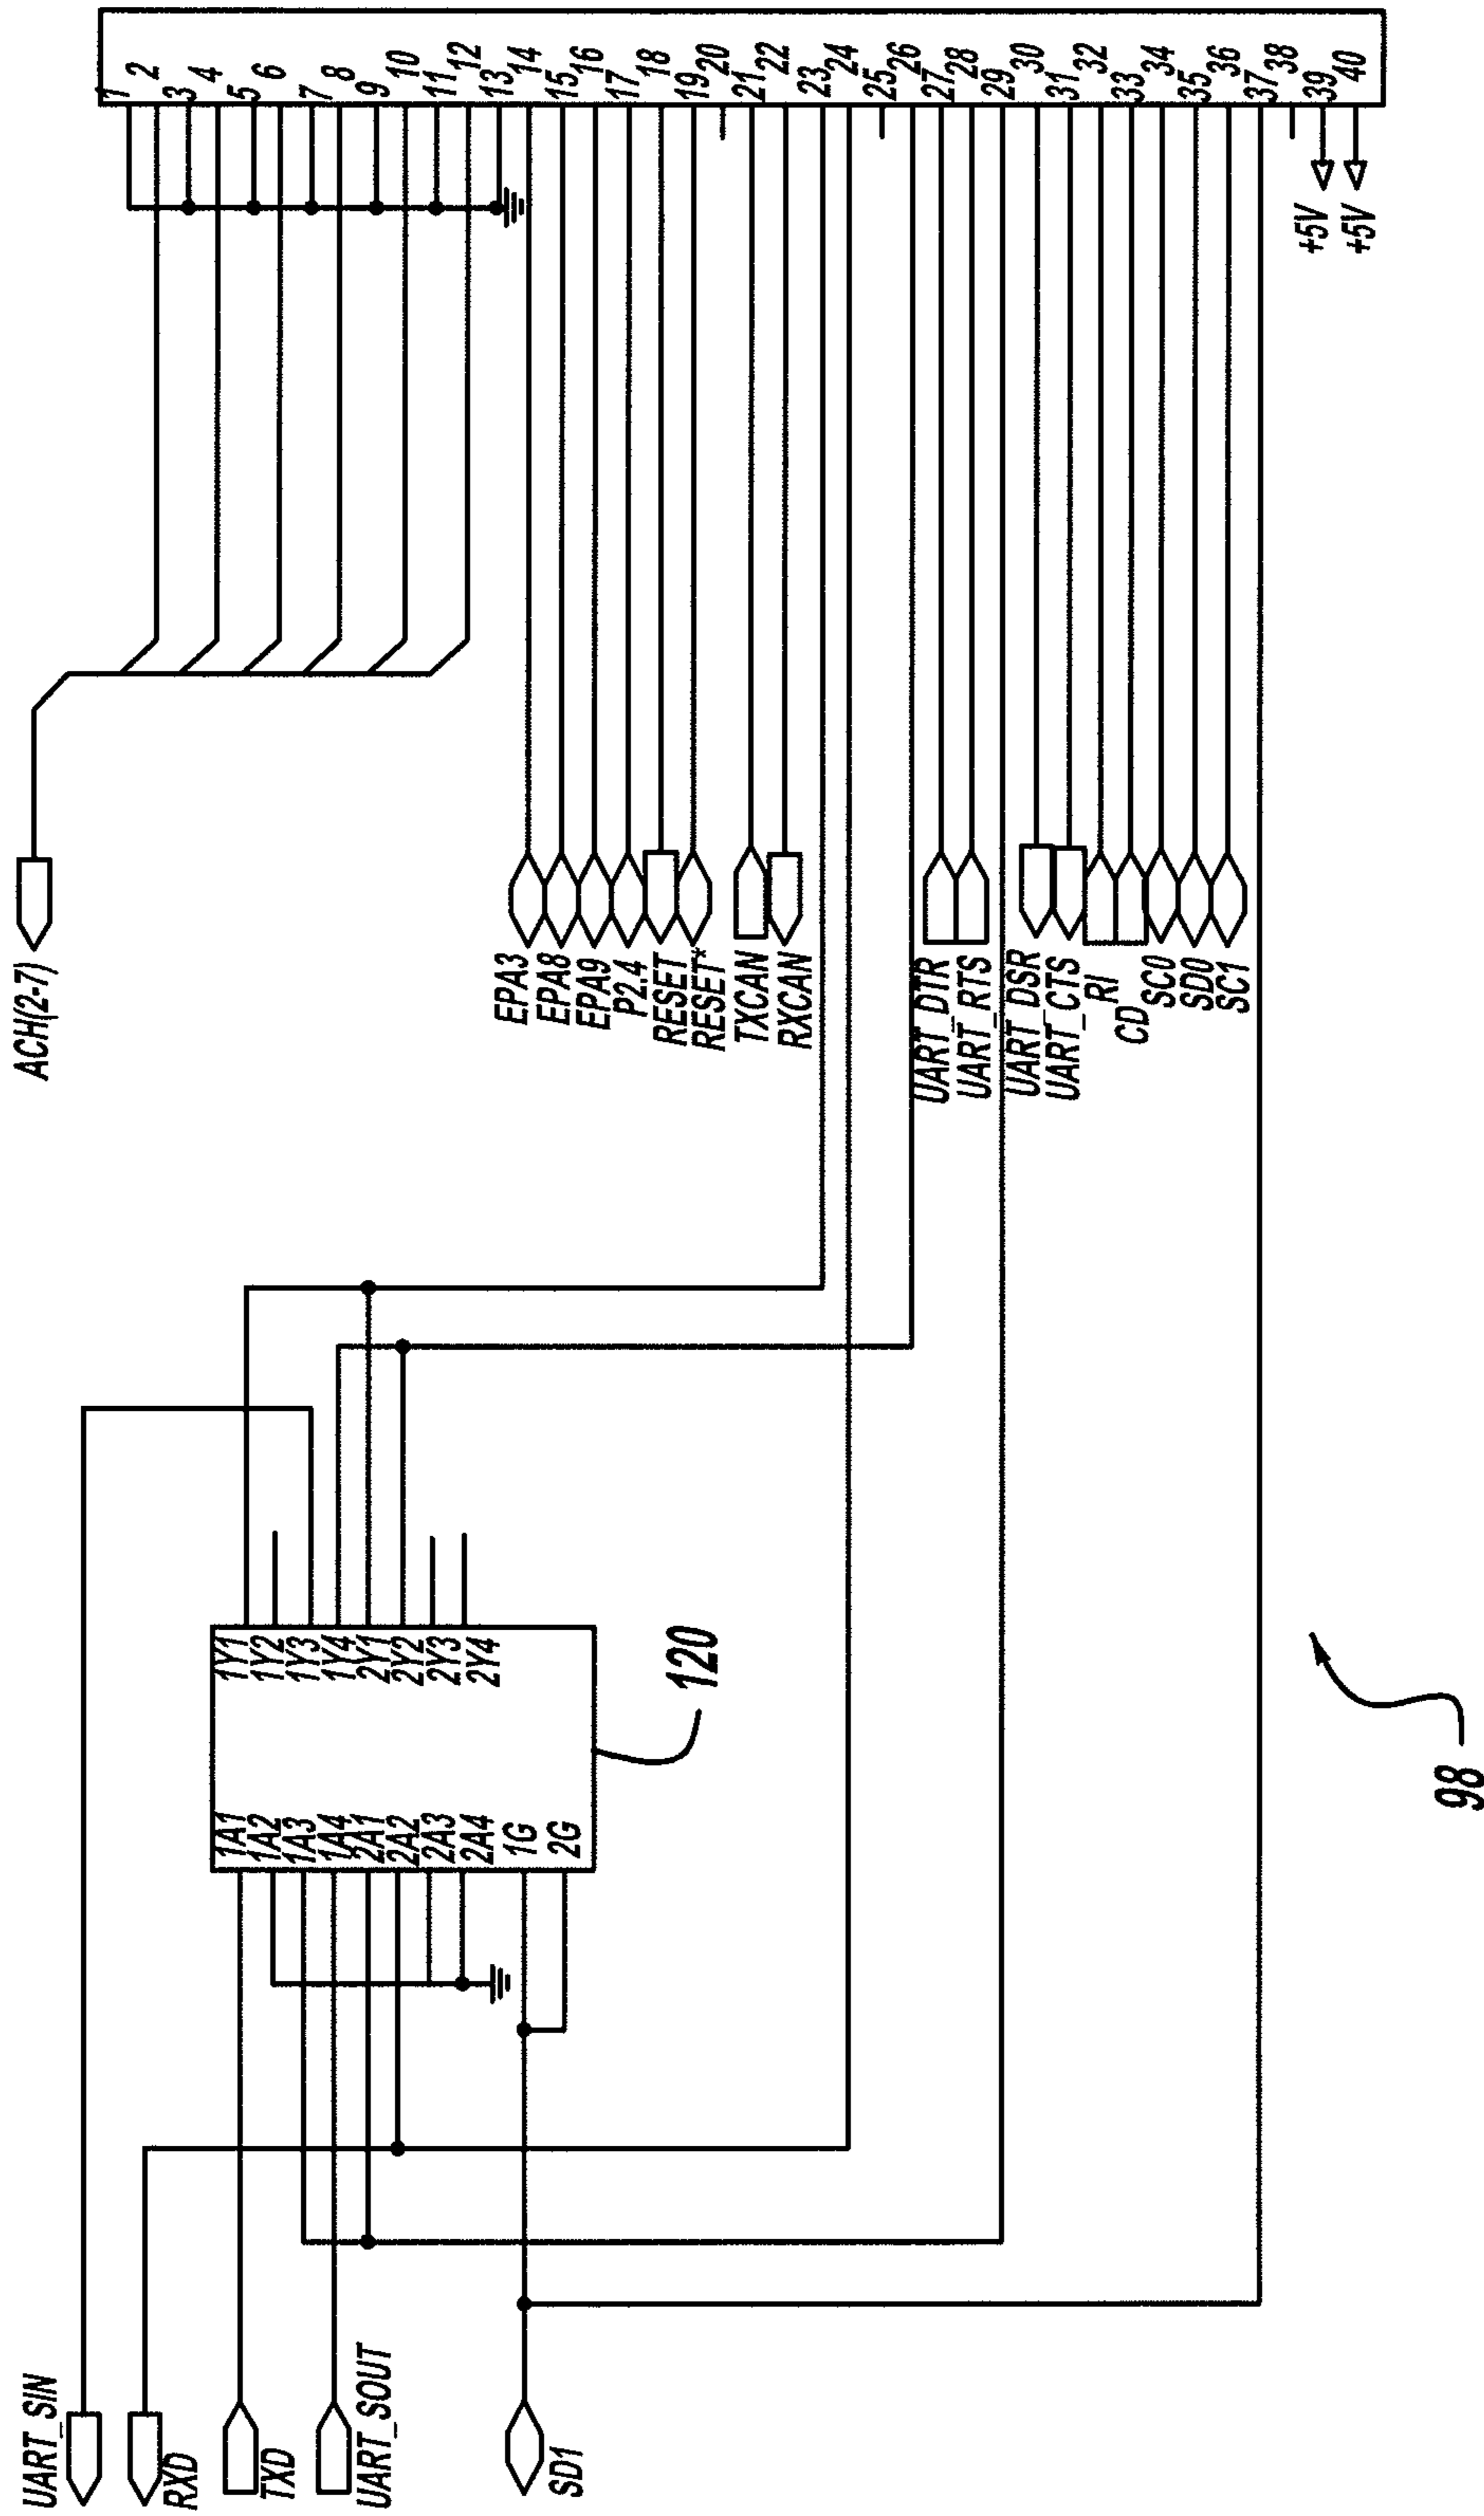 UART_SIN
RXD
TXD
UART_SOUT
SD1
1A1
1A2
1A3
1A4
2A1
2A2
2A3
2A4
1G
2G
1Y1
1Y2
1Y3
1Y4
2Y1
2Y2
2Y3
2Y4
120
98
ACH(2-7)
EPA3
EPA8
EPA9
P2.4
RESET
RESET*
TXCAN
RXCAN
UART_DTR
UART_RTS
UART_DSR
UART_CTS
RI
CD
SC0
SD0
SC1
+5V
+5V
1
2
3
4
5
6
7
8
9
10
11
12
13
14
15
16
17
18
19
20
21
22
23
24
25
26
27
28
29
30
31
32
33
34
35
36
37
38
39
40